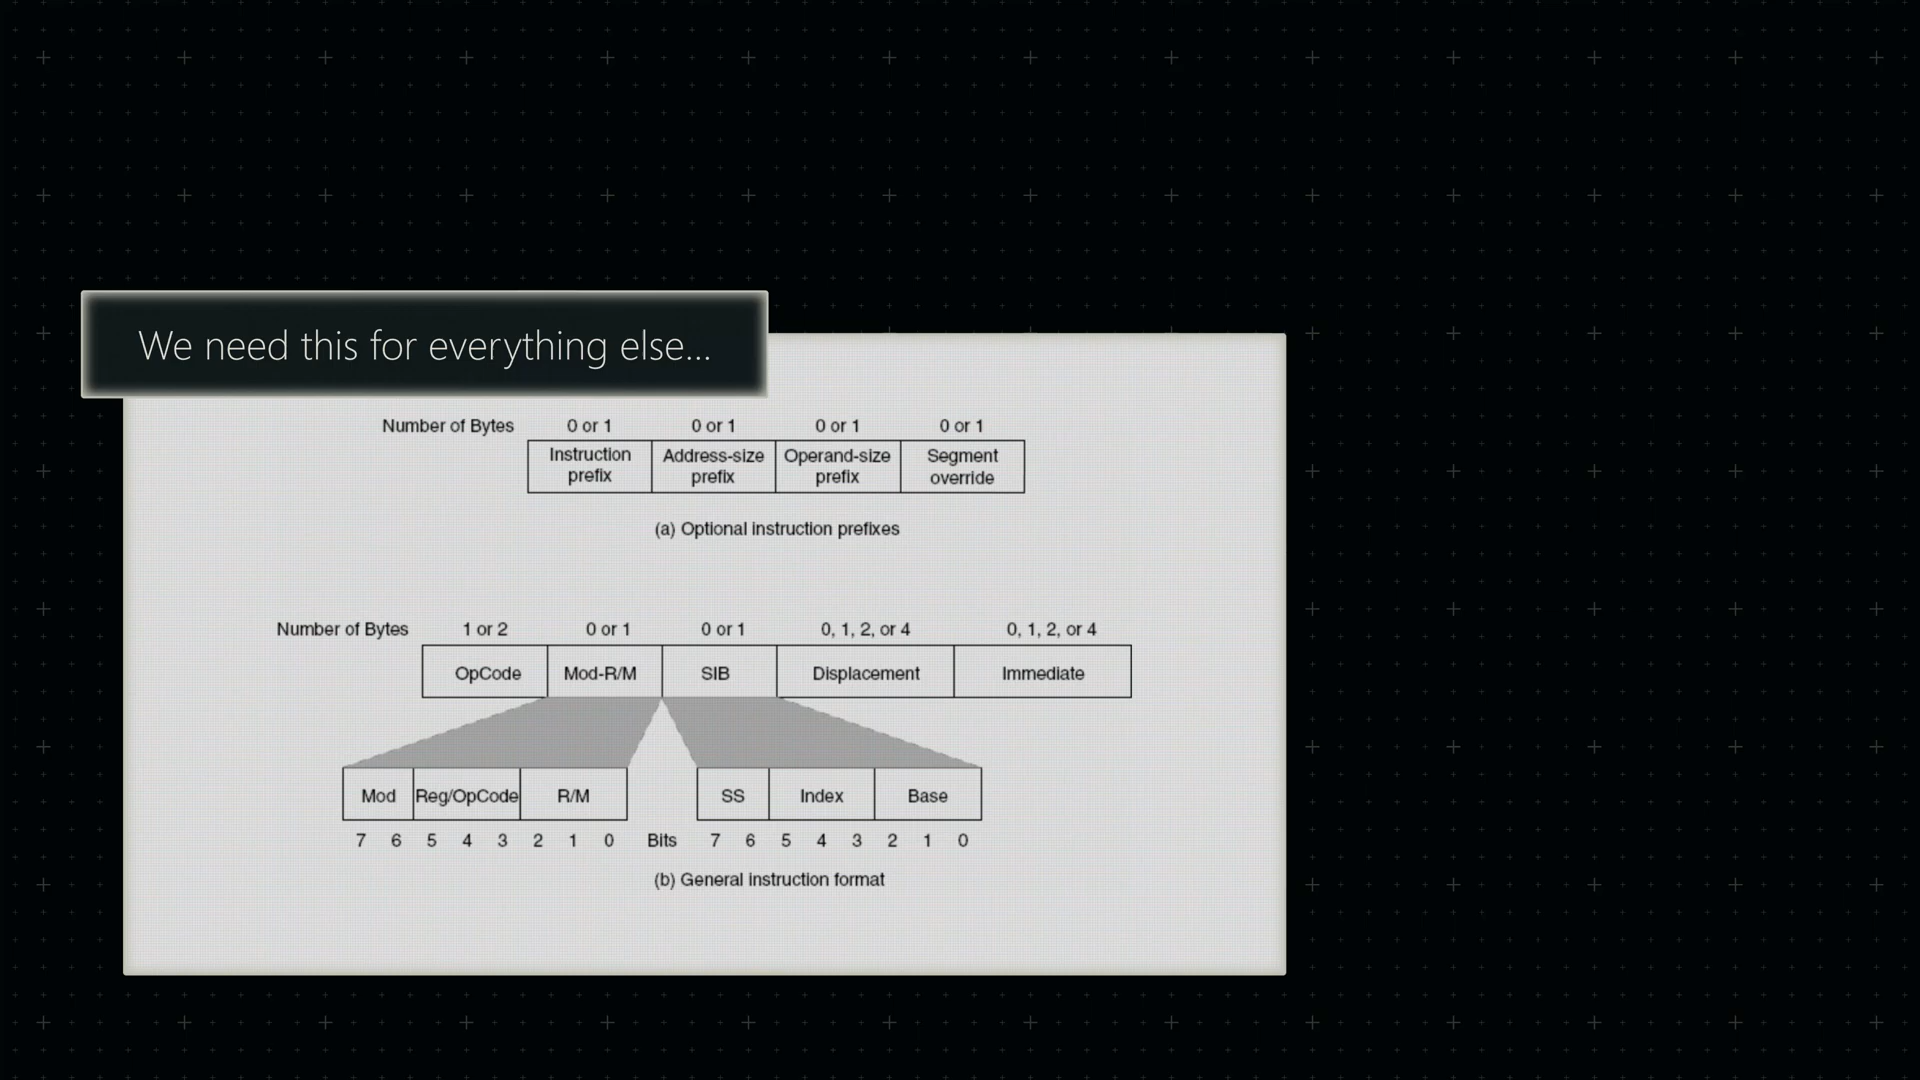 We need this for everything else...
Number of Bytes 0 or 1 0 or 1 0 or 1 0 or 1
Instruction prefix Address-size prefix Operand-size prefix Segment override
(a) Optional instruction prefixes
Number of Bytes 1 or 2 0 or 1 0 or 1 0, 1, 2, or 4 0, 1, 2, or 4
OpCode Mod-R/M SIB Displacement Immediate
Mod Reg/OpCode R/M SS Index Base
7 6 5 4 3 2 1 0 Bits 7 6 5 4 3 2 1 0
(b) General instruction format